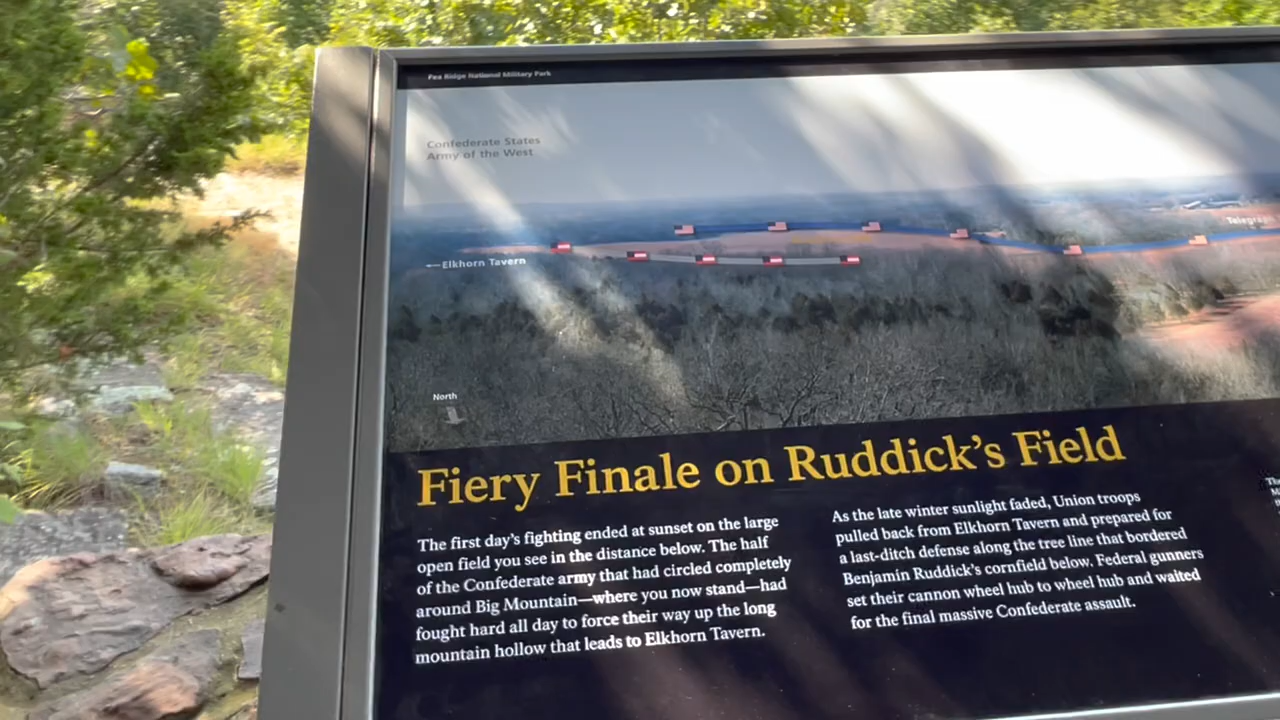 Pea Ridge National Military Park
Confederate States
Army of the West
Telegraph
←Elkhorn Tavern
North
Fiery Finale on Ruddick's Field
The first day's fighting ended at sunset on the large
open field you see in the distance below. The half
of the Confederate army that had circled completely
around Big Mountain—where you now stand—had
fought hard all day to force their way up the long
mountain hollow that leads to Elkhorn Tavern.
As the late winter sunlight faded, Union troops
pulled back from Elkhorn Tavern and prepared for
a last-ditch defense along the tree line that bordered
Benjamin Ruddick's cornfield below. Federal gunners
set their cannon wheel hub to wheel hub and waited
for the final massive Confederate assault.